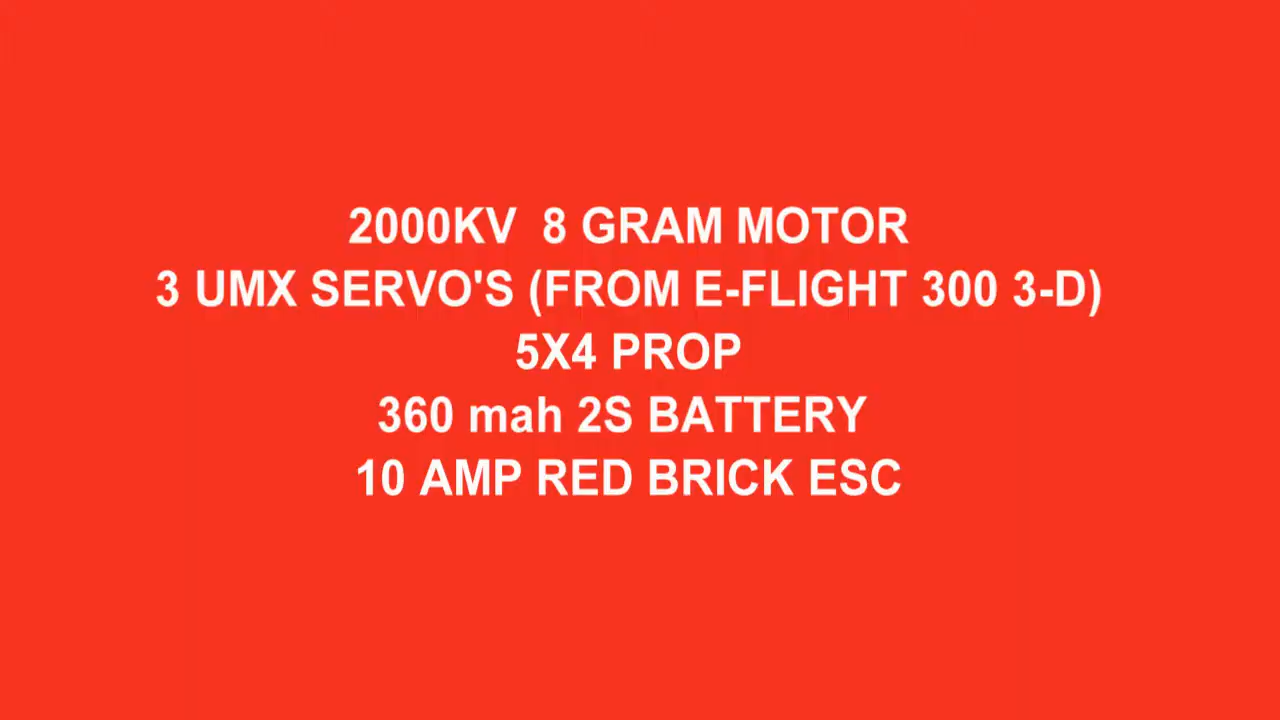 2000KV  8 GRAM MOTOR
3 UMX SERVO'S (FROM E-FLIGHT 300 3-D)
5X4 PROP
360 mah 2S BATTERY
10 AMP RED BRICK ESC